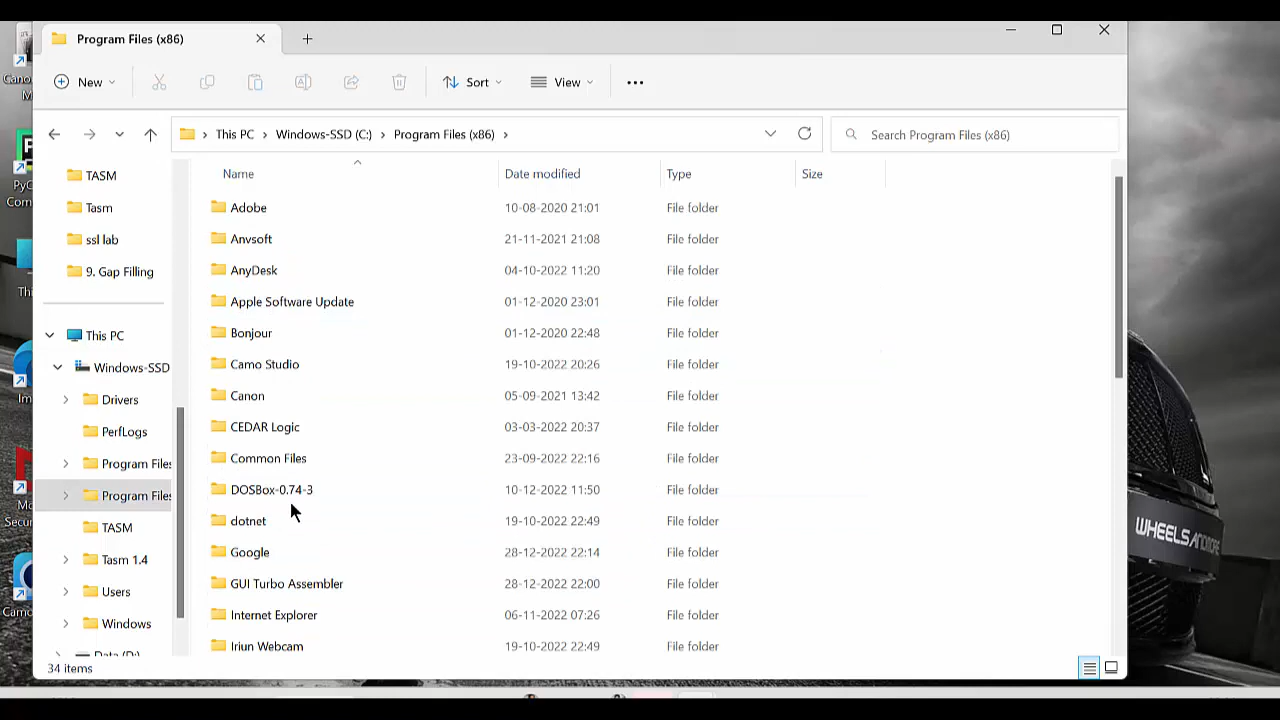 Program Files (x86)
New
Sort
View
This PC > Windows-SSD (C:) > Program Files (x86) >
Search Program Files (x86)
Name Date modified Type Size
TASM
Tasm
ssl lab
9. Gap Filling
This PC
Windows-SSD
Drivers
PerfLogs
Program Files
Program Files
TASM
Tasm 1.4
Users
Windows
Data (D:)
Adobe 10-08-2020 21:01 File folder
Anvsoft 21-11-2021 21:08 File folder
AnyDesk 04-10-2022 11:20 File folder
Apple Software Update 01-12-2020 23:01 File folder
Bonjour 01-12-2020 22:48 File folder
Camo Studio 19-10-2022 20:26 File folder
Canon 05-09-2021 13:42 File folder
CEDAR Logic 03-03-2022 20:37 File folder
Common Files 23-09-2022 22:16 File folder
DOSBox-0.74-3 10-12-2022 11:50 File folder
dotnet 19-10-2022 22:49 File folder
Google 28-12-2022 22:14 File folder
GUI Turbo Assembler 28-12-2022 22:00 File folder
Internet Explorer 06-11-2022 07:26 File folder
Iriun Webcam 19-10-2022 22:49 File folder
34 items
WHEELSANDMORE